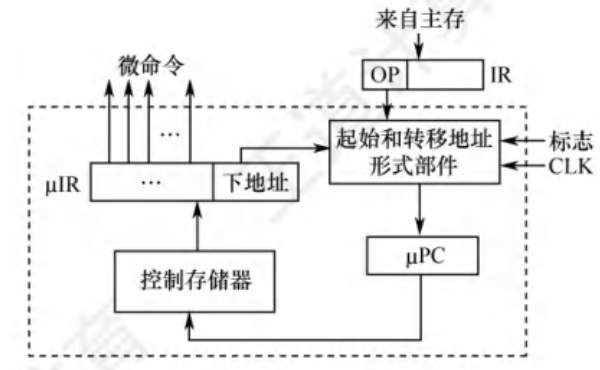 来自主存
微命令
OP
IR
…
起始和转移地址
形式部件
标志
CLK
μIR
…
下地址
μPC
控制存储器